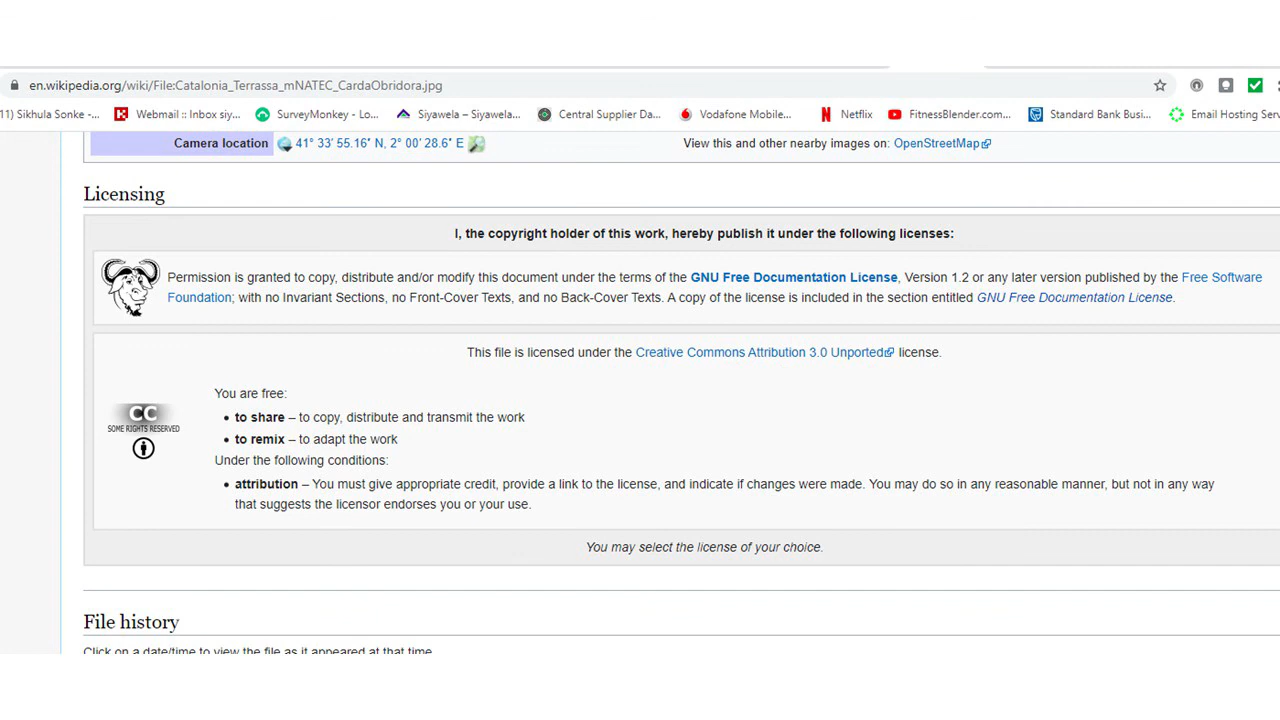 en.wikipedia.org/wiki/File:Catalonia_Terrassa_mNATEC_CardaObridora.jpg
11) Sikhula Sonke -... Webmail :: Inbox siy... SurveyMonkey - Lo... Siyawela – Siyawela... Central Supplier Da... Vodafone Mobile... Netflix FitnessBlender.com... Standard Bank Busi... Email Hosting Serv
Camera location 41° 33′ 55.16″ N, 2° 00′ 28.6″ E View this and other nearby images on: OpenStreetMap
Licensing
I, the copyright holder of this work, hereby publish it under the following licenses:
Permission is granted to copy, distribute and/or modify this document under the terms of the GNU Free Documentation License, Version 1.2 or any later version published by the Free Software
Foundation; with no Invariant Sections, no Front-Cover Texts, and no Back-Cover Texts. A copy of the license is included in the section entitled GNU Free Documentation License.
This file is licensed under the Creative Commons Attribution 3.0 Unported license.
You are free:
• to share – to copy, distribute and transmit the work
CC
SOME RIGHTS RESERVED
• to remix – to adapt the work
Under the following conditions:
• attribution – You must give appropriate credit, provide a link to the license, and indicate if changes were made. You may do so in any reasonable manner, but not in any way
that suggests the licensor endorses you or your use.
You may select the license of your choice.
File history
Click on a date/time to view the file as it appeared at that time.